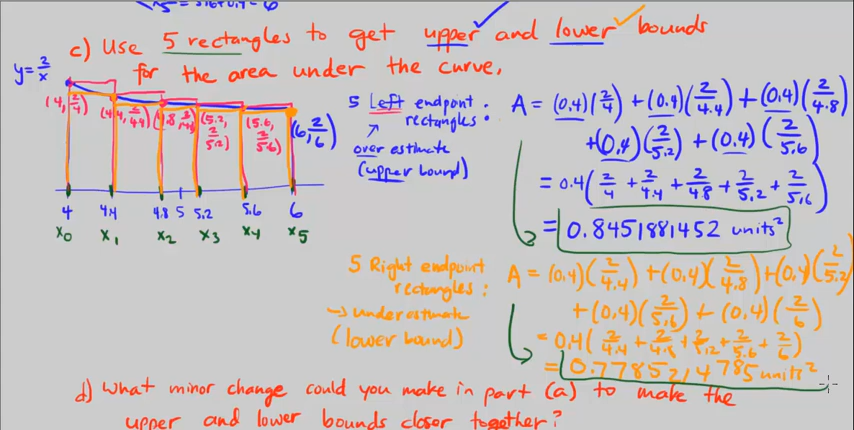 x5 = 5.6+0.4 = 6
c) Use 5 rectangles to get upper and lower bounds
for the area under the curve.
y = 2/x
(4, 2/4)
(4.4, 2/4.4)
(4.8, 2/4.8)
(5.2, 2/5.2)
(5.6, 2/5.6)
(6, 2/6)
4 4.4 4.8 5 5.2 5.6 6
x0 x1 x2 x3 x4 x5
5 Left endpoint
rectangles:
over estimate
(upper bound)
A = (0.4)(2/4) + (0.4)(2/4.4) + (0.4)(2/4.8)
+(0.4)(2/5.2) + (0.4)(2/5.6)
= 0.4(2/4 + 2/4.4 + 2/4.8 + 2/5.2 + 2/5.6)
= 0.8451881452 units²
5 Right endpoint
rectangles:
→ underestimate
(lower bound)
A = (0.4)(2/4.4) + (0.4)(2/4.8) + (0.4)(2/5.2)
+ (0.4)(2/5.6) + (0.4)(2/6)
= 0.4(2/4.4 + 2/4.8 + 2/5.2 + 2/5.6 + 2/6)
= 0.7785214785 units²
d) What minor change could you make in part (a) to make the
upper and lower bounds closer together?